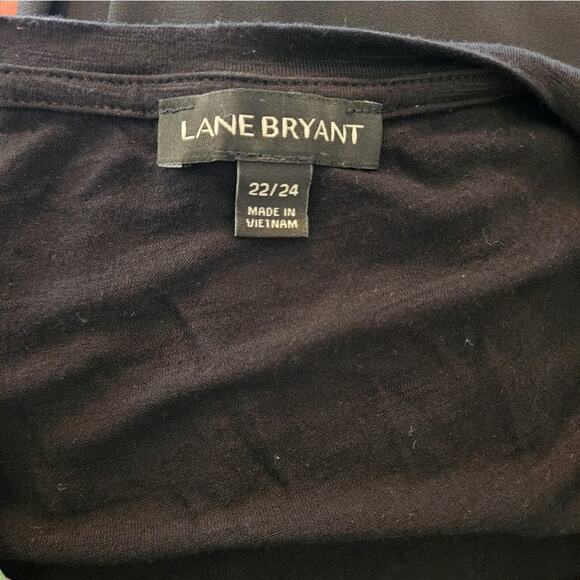 LANE BRYANT
22/24
MADE IN
VIETNAM